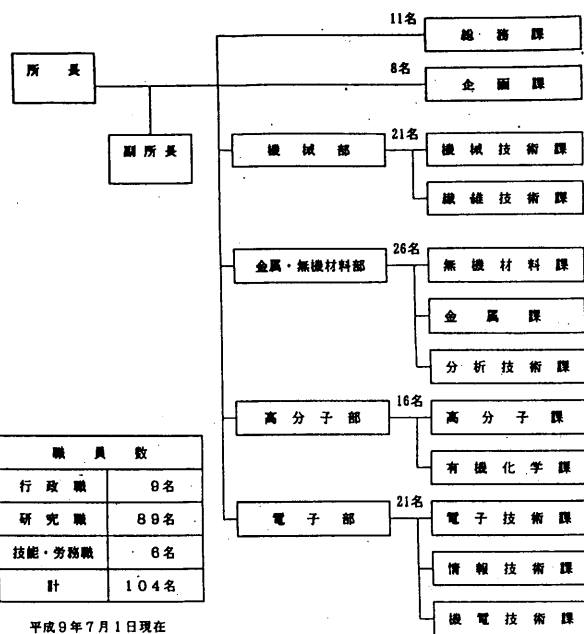 11名
総務課
所長
8名
企画課
副所長
21名
機械部
機械技術課
繊維技術課
26名
金属・無機材料部
無機材料課
金属課
分析技術課
16名
高分子部
高分子課
有機化学課
21名
電子部
電子技術課
情報技術課
機電技術課
職員数
行政職 9名
研究職 89名
技能・労務職 6名
計 104名
平成9年7月1日現在